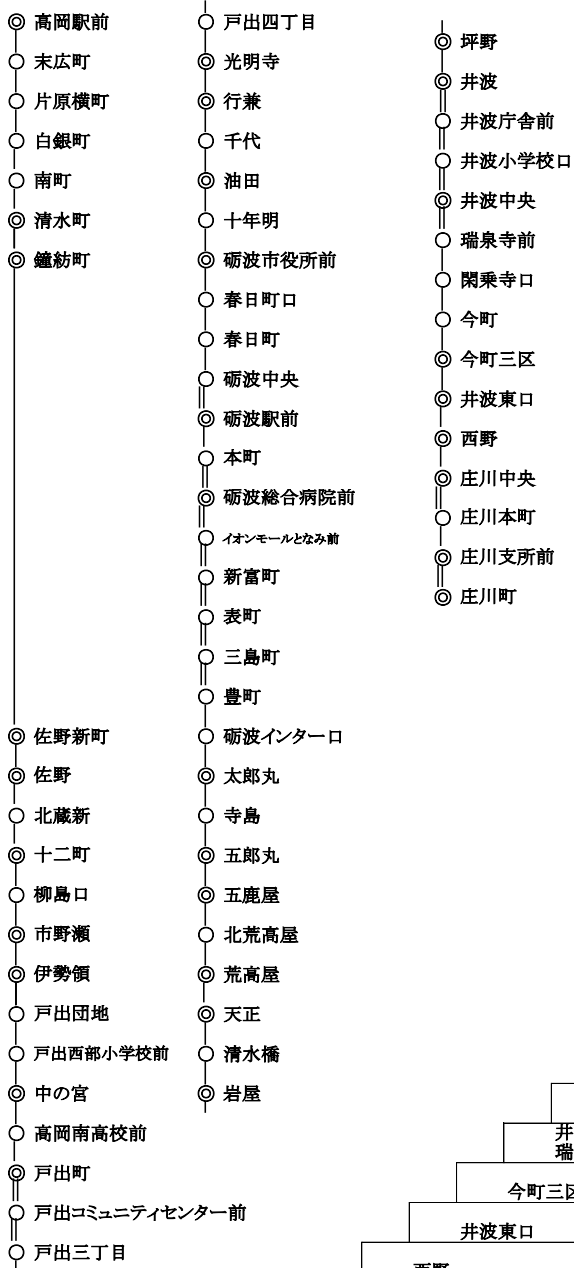 高岡駅前
末広町
片原横町
白銀町
南町
清水町
鐘紡町
佐野新町
佐野
北蔵新
十二町
柳島口
市野瀬
伊勢領
戸出団地
戸出西部小学校前
中の宮
高岡南高校前
戸出町
戸出コミュニティセンター前
戸出三丁目
戸出四丁目
光明寺
行兼
千代
油田
十年明
砺波市役所前
春日町口
春日町
砺波中央
砺波駅前
本町
砺波総合病院前
イオンモールとなみ前
新富町
表町
三島町
豊町
砺波インター口
太郎丸
寺島
五郎丸
五鹿屋
北荒高屋
荒高屋
天正
清水橋
岩屋
坪野
井波
井波庁舎前
井波小学校口
井波中央
瑞泉寺前
閑乗寺口
今町
今町三区
井波東口
西野
庄川中央
庄川本町
庄川支所前
庄川町
井
瑞
今町三区
井波東口
西野